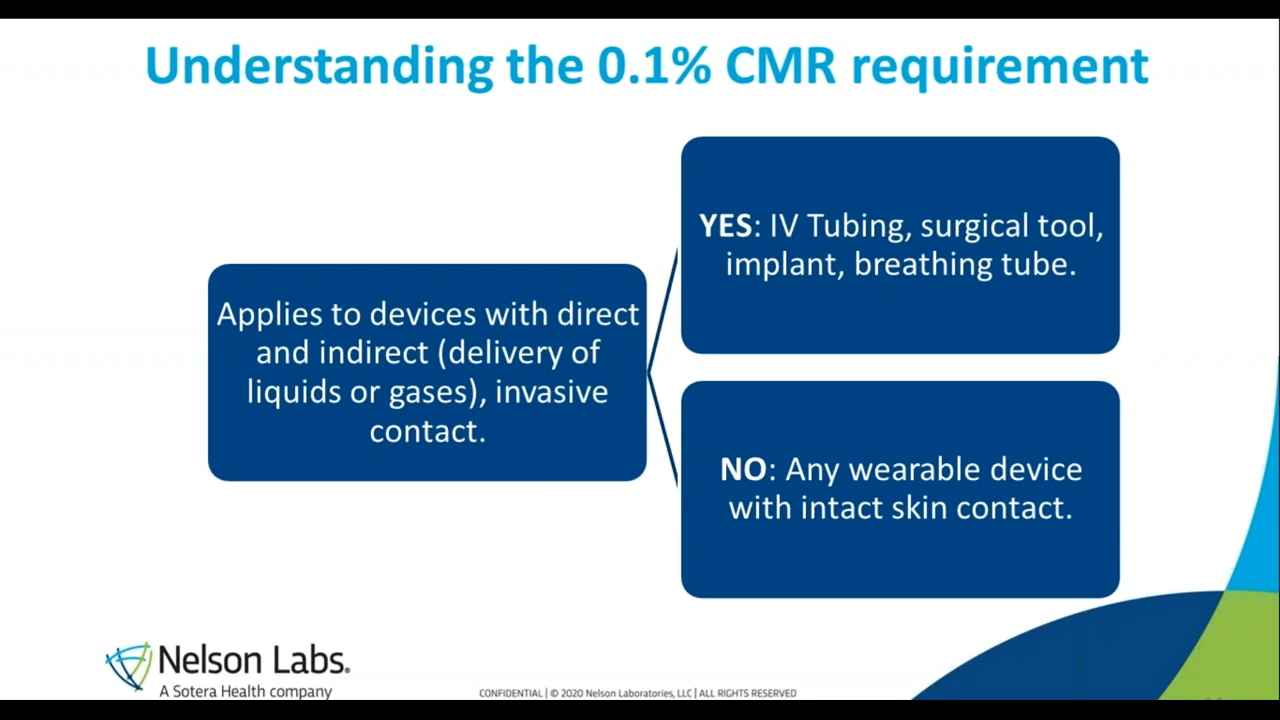 Understanding the 0.1% CMR requirement
Applies to devices with direct
and indirect (delivery of
liquids or gases), invasive
contact.
YES: IV Tubing, surgical tool,
implant, breathing tube.
NO: Any wearable device
with intact skin contact.
Nelson Labs.
A Sotera Health company
CONFIDENTIAL | © 2020 Nelson Laboratories, LLC | ALL RIGHTS RESERVED